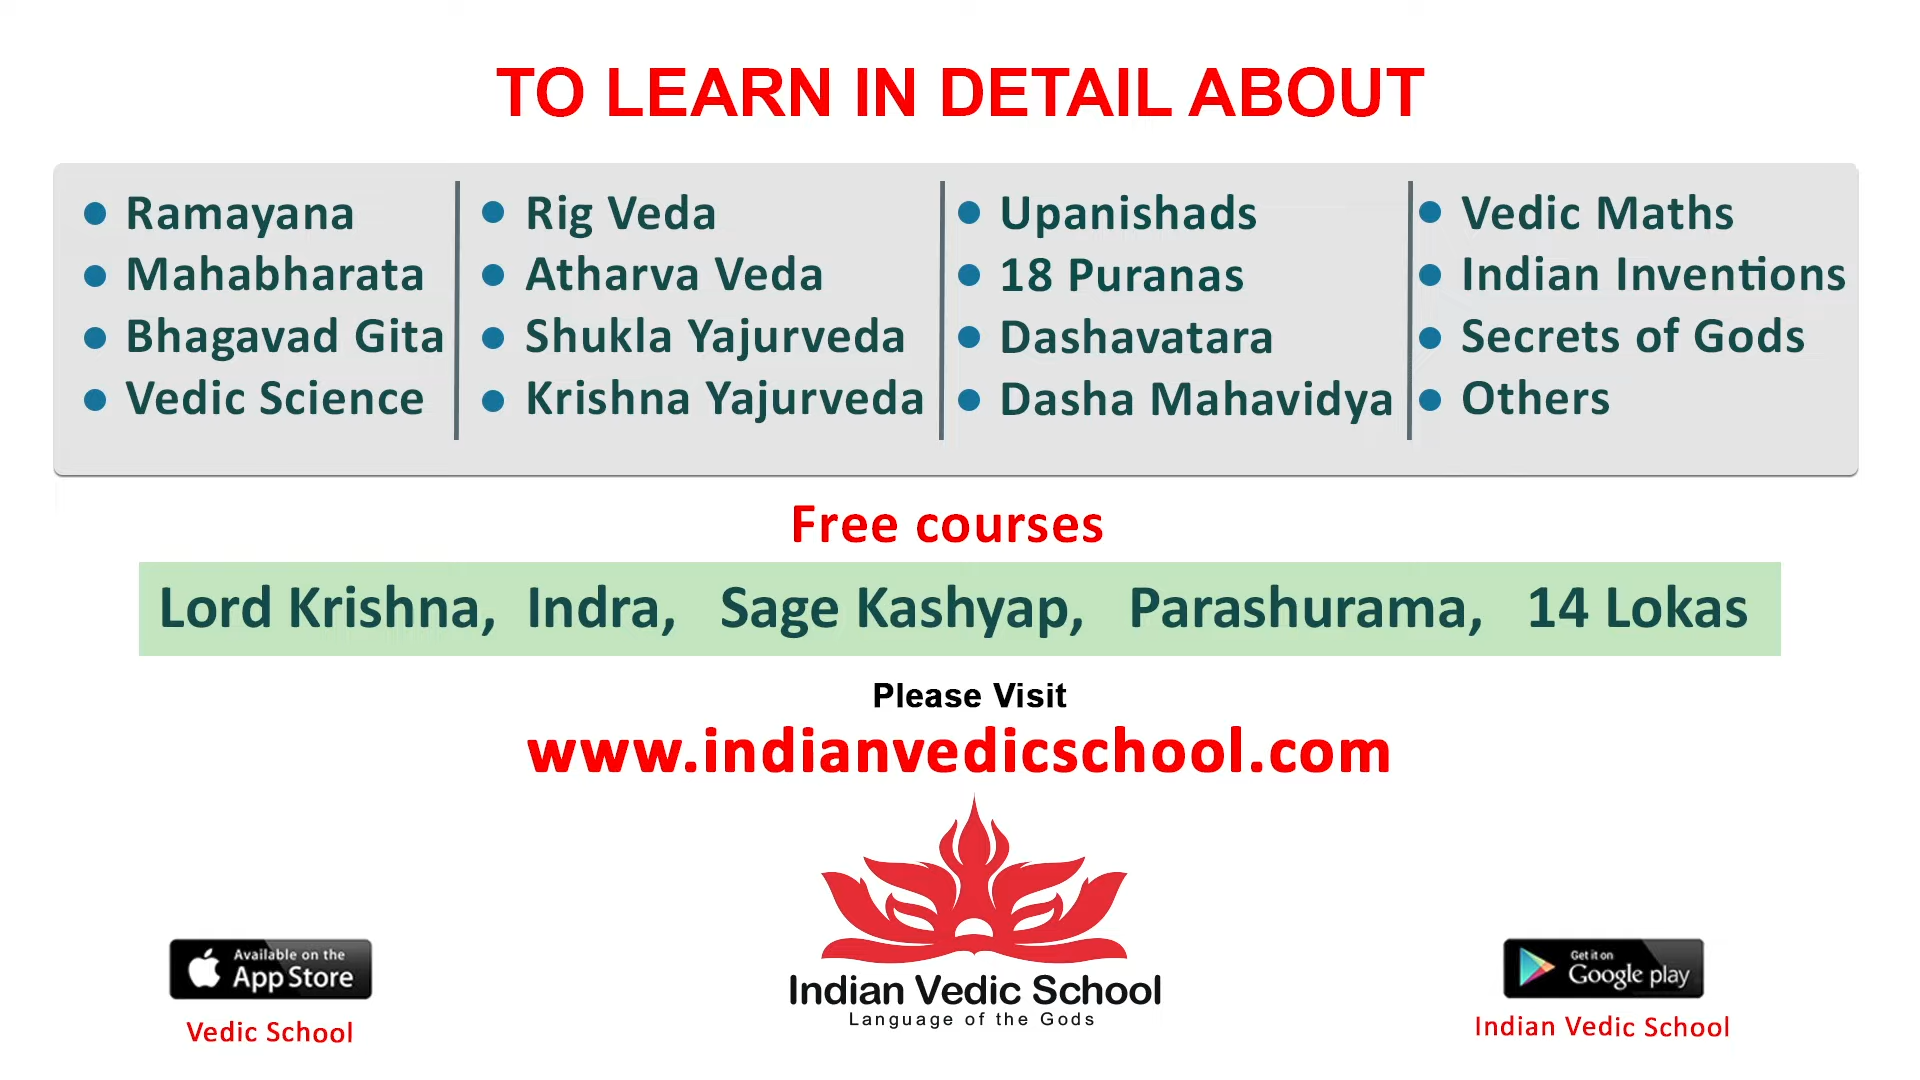 TO LEARN IN DETAIL ABOUT
Ramayana
Mahabharata
Bhagavad Gita
Vedic Science
Rig Veda
Atharva Veda
Shukla Yajurveda
Krishna Yajurveda
Upanishads
18 Puranas
Dashavatara
Dasha Mahavidya
Vedic Maths
Indian Inventions
Secrets of Gods
Others
Free courses
Lord Krishna, Indra, Sage Kashyap, Parashurama, 14 Lokas
Please Visit
www.indianvedicschool.com
Indian Vedic School
Language of the Gods
Available on the
App Store
Vedic School
Get it on
Google play
Indian Vedic School